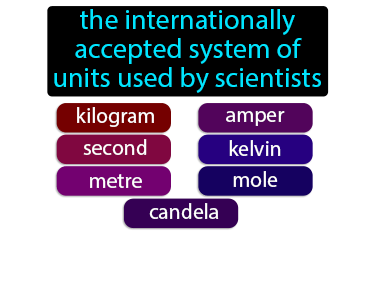 the internationally
accepted system of
units used by scientists
kilogram
amper
second
kelvin
metre
mole
candela